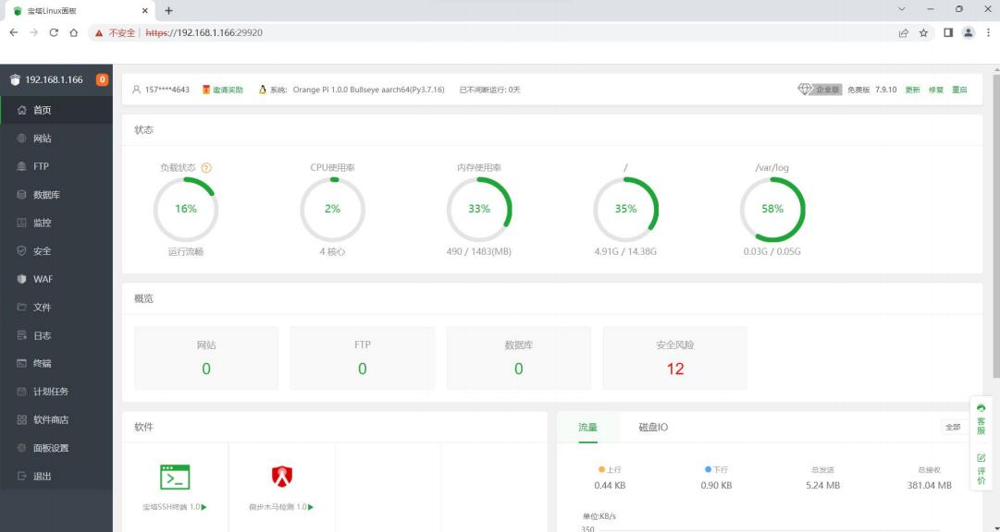 宝塔Linux面板
不安全 https://192.168.1.166:29920
192.168.1.166 0
首页
网站
FTP
数据库
监控
安全
WAF
文件
日志
终端
计划任务
软件商店
面板设置
退出
157****4643 邀请奖励 系统: Orange Pi 1.0.0 Bullseye aarch64(Py3.7.16) 已不间断运行: 0天
企业版 免费版 7.9.10 更新 修复 重启
状态
负载状态 ? CPU使用率 内存使用率 / /var/log
16% 2% 33% 35% 58%
运行流畅 4 核心 490 / 1483(MB) 4.91G / 14.38G 0.03G / 0.05G
概览
网站 FTP 数据库 安全风险
0 0 0 12
软件
宝塔SSH终端 1.0 微步木马检测 1.0
流量 磁盘IO 全部
上行 下行 总发送 总接收
0.44 KB 0.90 KB 5.24 MB 381.04 MB
单位:KB/s
350
客服
评价